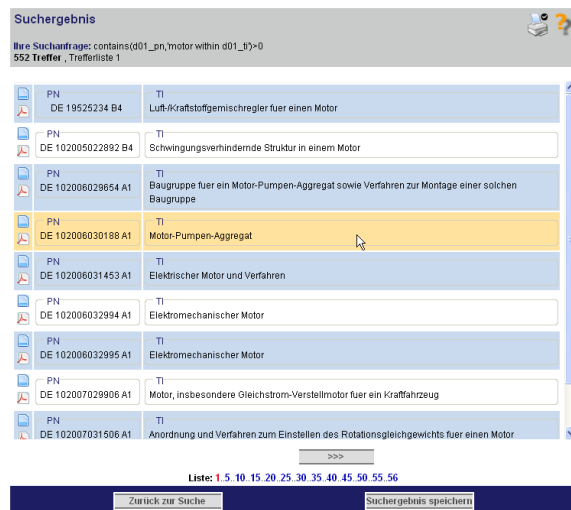 Suchergebnis
Ihre Suchanfrage: contains(d01_pn,'motor within d01_ti')>0
552 Treffer , Trefferliste 1
PN TI
DE 19525234 B4 Luft-/Kraftstoffgemischregler fuer einen Motor
PN TI
DE 102005022892 B4 Schwingungsverhindernde Struktur in einem Motor
PN TI
DE 102006029654 A1 Baugruppe fuer ein Motor-Pumpen-Aggregat sowie Verfahren zur Montage einer solchen
Baugruppe
PN TI
DE 102006030188 A1 Motor-Pumpen-Aggregat
PN TI
DE 102006031453 A1 Elektrischer Motor und Verfahren
PN TI
DE 102006032994 A1 Elektromechanischer Motor
PN TI
DE 102006032995 A1 Elektromechanischer Motor
PN TI
DE 102007029906 A1 Motor, insbesondere Gleichstrom-Verstellmotor fuer ein Kraftfahrzeug
PN TI
DE 102007031506 A1 Anordnung und Verfahren zum Einstellen des Rotationsgleichgewichts fuer einen Motor
>>>
Liste: 1..5..10..15..20..25..30..35..40..45..50..55..56
Zurück zur Suche Suchergebnis speichern